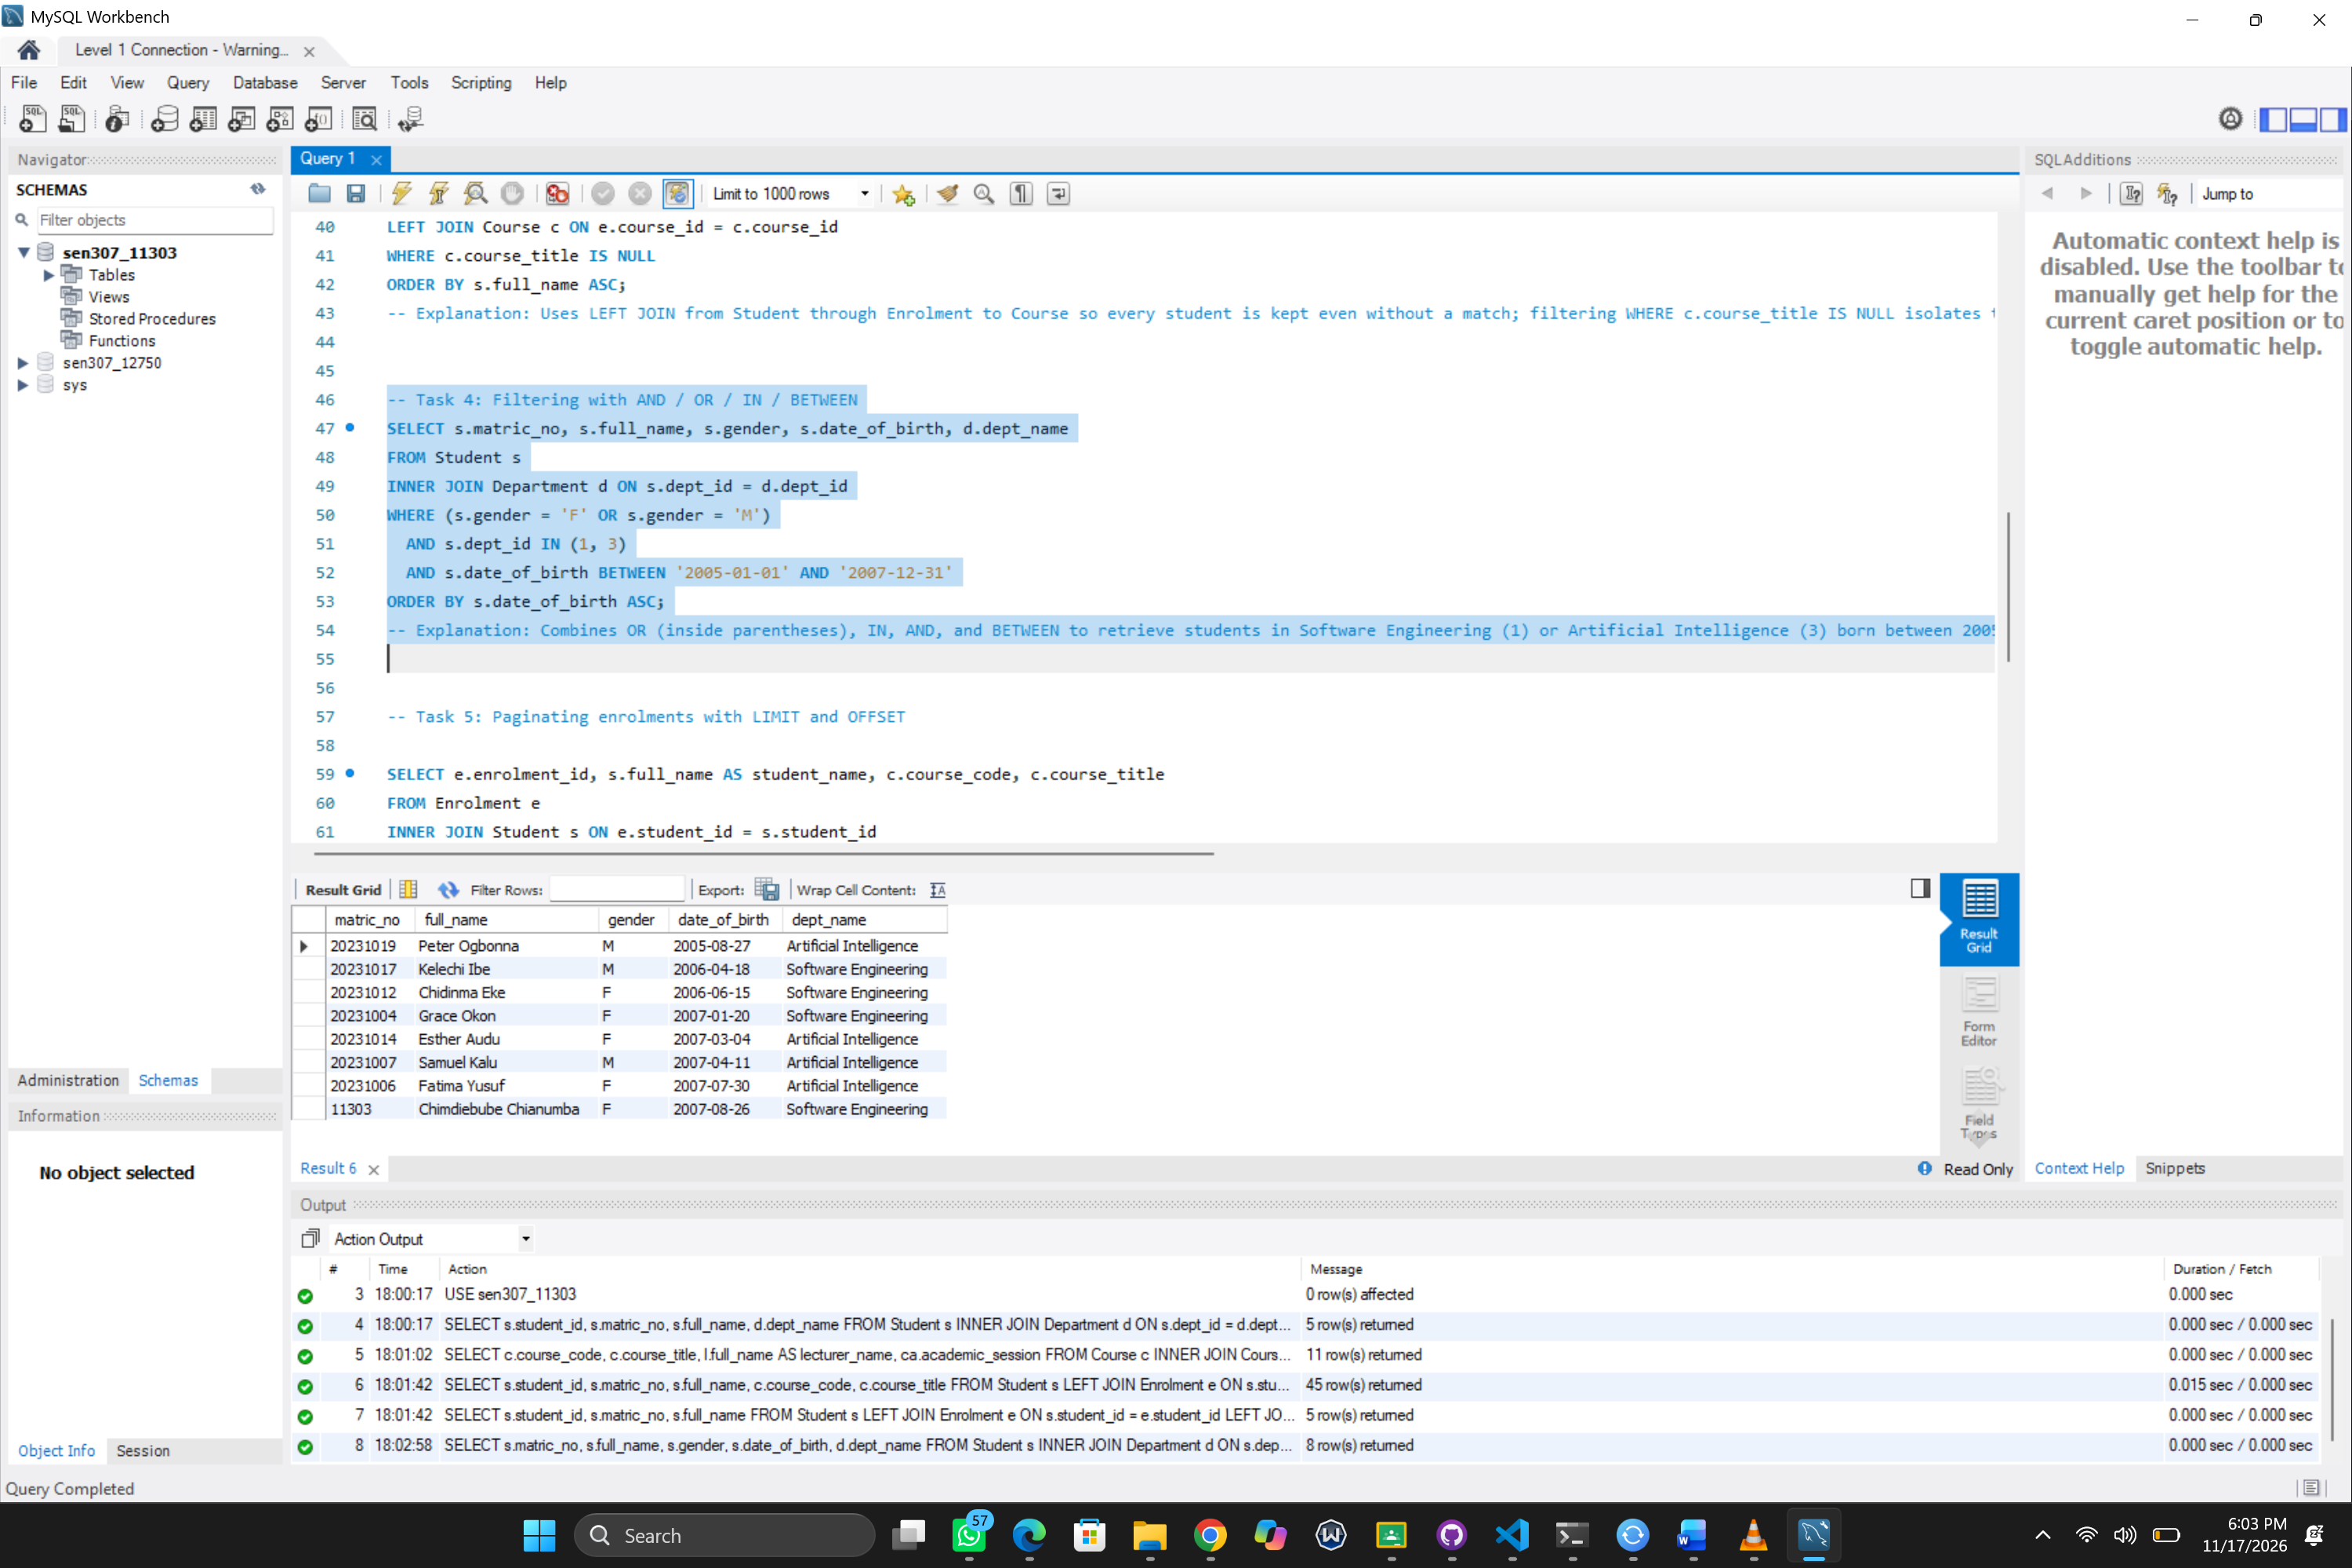 MySQL Workbench
Level 1 Connection - Warning...
File Edit View Query Database Server Tools Scripting Help
Navigator
SCHEMAS
Filter objects
sen307_11303
Tables
Views
Stored Procedures
Functions
sen307_12750
sys
Administration Schemas
Information
No object selected
Object Info Session
Query Completed
Query 1
Limit to 1000 rows
40 LEFT JOIN Course c ON e.course_id = c.course_id
41 WHERE c.course_title IS NULL
42 ORDER BY s.full_name ASC;
43 -- Explanation: Uses LEFT JOIN from Student through Enrolment to Course so every student is kept even without a match; filtering WHERE c.course_title IS NULL isolates
44
45
46 -- Task 4: Filtering with AND / OR / IN / BETWEEN
47 SELECT s.matric_no, s.full_name, s.gender, s.date_of_birth, d.dept_name
48 FROM Student s
49 INNER JOIN Department d ON s.dept_id = d.dept_id
50 WHERE (s.gender = 'F' OR s.gender = 'M')
51 AND s.dept_id IN (1, 3)
52 AND s.date_of_birth BETWEEN '2005-01-01' AND '2007-12-31'
53 ORDER BY s.date_of_birth ASC;
54 -- Explanation: Combines OR (inside parentheses), IN, AND, and BETWEEN to retrieve students in Software Engineering (1) or Artificial Intelligence (3) born between 2005
55
56
57 -- Task 5: Paginating enrolments with LIMIT and OFFSET
58
59 SELECT e.enrolment_id, s.full_name AS student_name, c.course_code, c.course_title
60 FROM Enrolment e
61 INNER JOIN Student s ON e.student_id = s.student_id
Result Grid Filter Rows: Export: Wrap Cell Content:
matric_no full_name gender date_of_birth dept_name
20231019 Peter Ogbonna M 2005-08-27 Artificial Intelligence
20231017 Kelechi Ibe M 2006-04-18 Software Engineering
20231012 Chidinma Eke F 2006-06-15 Software Engineering
20231004 Grace Okon F 2007-01-20 Software Engineering
20231014 Esther Audu F 2007-03-04 Artificial Intelligence
20231007 Samuel Kalu M 2007-04-11 Artificial Intelligence
20231006 Fatima Yusuf F 2007-07-30 Artificial Intelligence
11303 Chimdiebube Chianumba F 2007-08-26 Software Engineering
Result
Grid
Form
Editor
Field
Types
Result 6
Read Only
SQLAdditions
Jump to
Automatic context help is
disabled. Use the toolbar to
manually get help for the
current caret position or to
toggle automatic help.
Context Help Snippets
Output
Action Output
# Time Action Message Duration / Fetch
3 18:00:17 USE sen307_11303 0 row(s) affected 0.000 sec
4 18:00:17 SELECT s.student_id, s.matric_no, s.full_name, d.dept_name FROM Student s INNER JOIN Department d ON s.dept_id = d.dept... 5 row(s) returned 0.000 sec / 0.000 sec
5 18:01:02 SELECT c.course_code, c.course_title, l.full_name AS lecturer_name, ca.academic_session FROM Course c INNER JOIN Cours... 11 row(s) returned 0.000 sec / 0.000 sec
6 18:01:42 SELECT s.student_id, s.matric_no, s.full_name, c.course_code, c.course_title FROM Student s LEFT JOIN Enrolment e ON s.stu... 45 row(s) returned 0.015 sec / 0.000 sec
7 18:01:42 SELECT s.student_id, s.matric_no, s.full_name FROM Student s LEFT JOIN Enrolment e ON s.student_id = e.student_id LEFT JO... 5 row(s) returned 0.000 sec / 0.000 sec
8 18:02:58 SELECT s.matric_no, s.full_name, s.gender, s.date_of_birth, d.dept_name FROM Student s INNER JOIN Department d ON s.dep... 8 row(s) returned 0.000 sec / 0.000 sec
Search
57
6:03 PM
11/17/2026